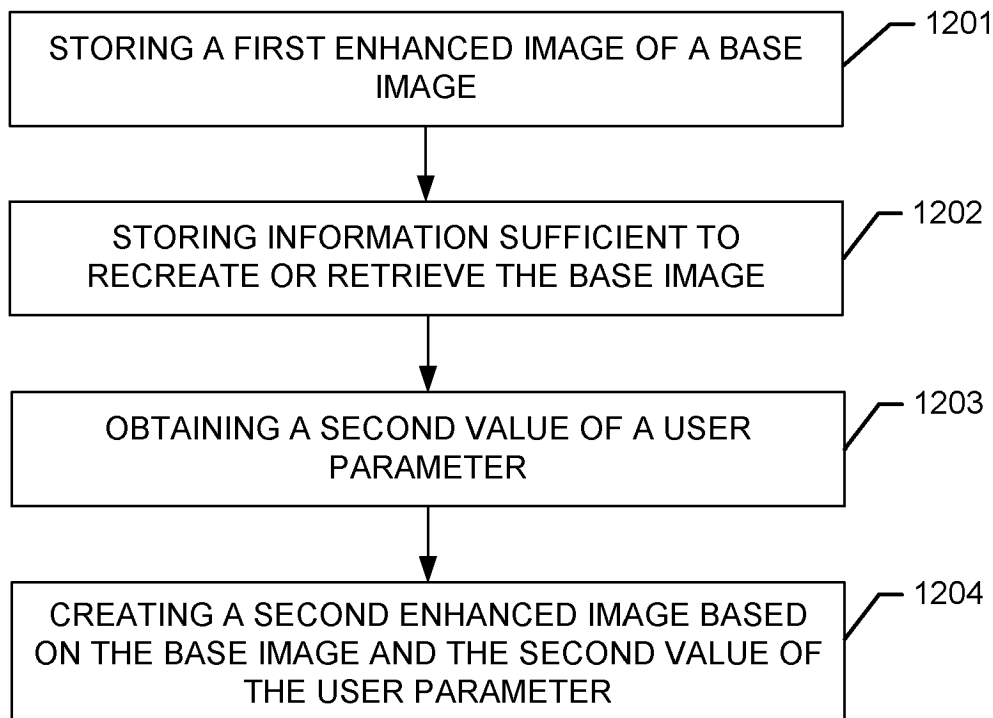 STORING A FIRST ENHANCED IMAGE OF A BASE
IMAGE
1201
STORING INFORMATION SUFFICIENT TO
RECREATE OR RETRIEVE THE BASE IMAGE
1202
OBTAINING A SECOND VALUE OF A USER
PARAMETER
1203
CREATING A SECOND ENHANCED IMAGE BASED
ON THE BASE IMAGE AND THE SECOND VALUE OF
THE USER PARAMETER
1204